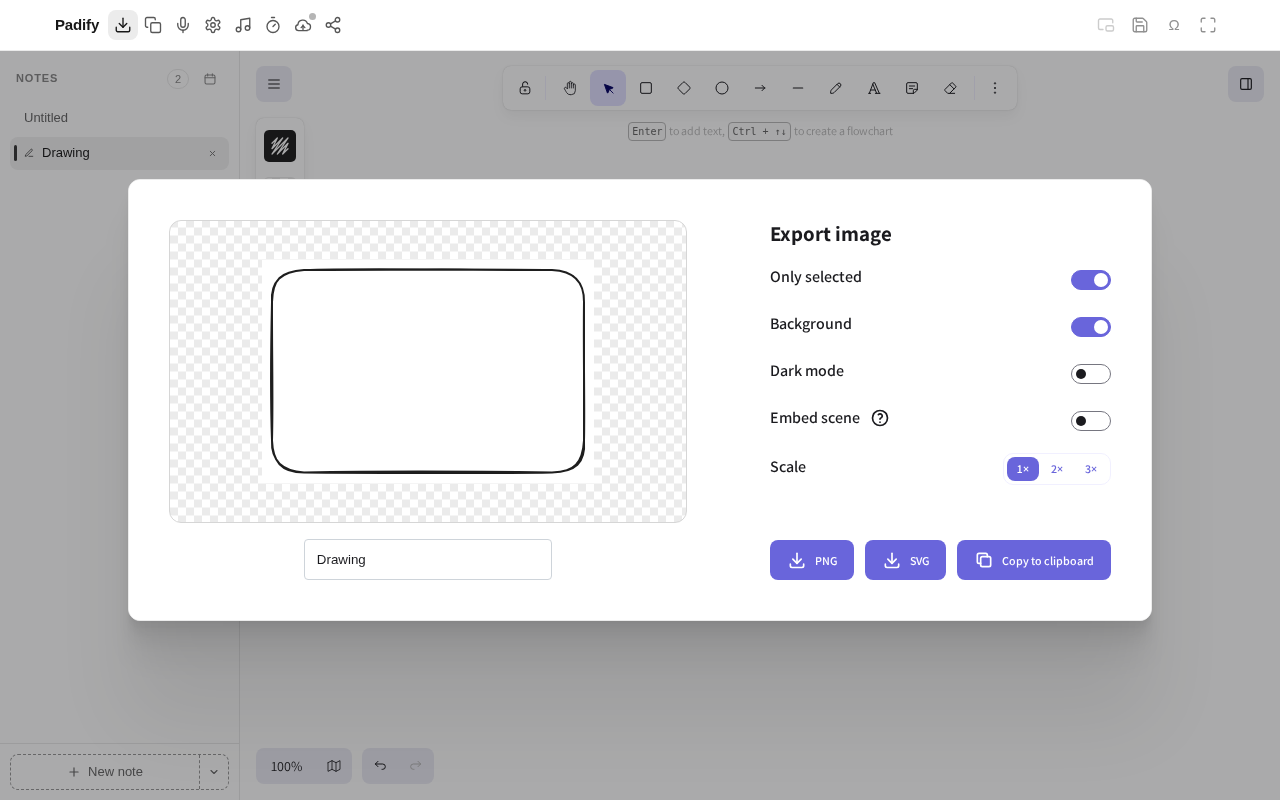 Padify
NOTES
2
Untitled
Drawing
Enter to add text, Ctrl + ↑↓ to create a flowchart
Export image
Only selected
Background
Dark mode
Embed scene
Scale
1× 2× 3×
Drawing
PNG
SVG
Copy to clipboard
New note
100%